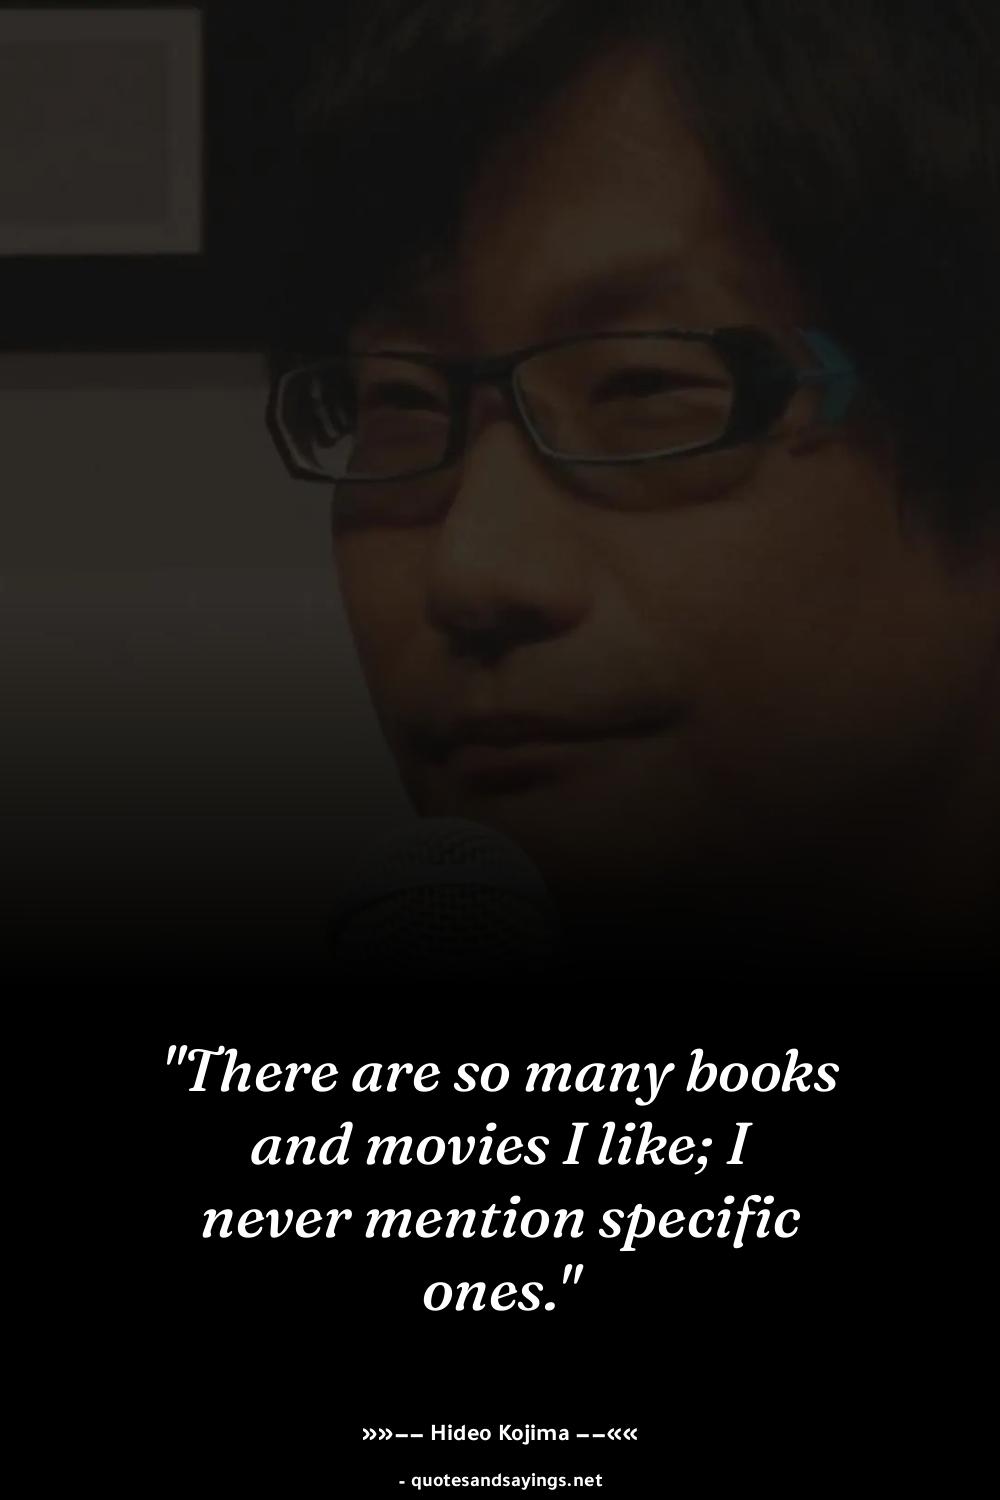 "There are so many books
and movies I like; I
never mention specific
ones."
»»−− Hideo Kojima −−««
- quotesandsayings.net